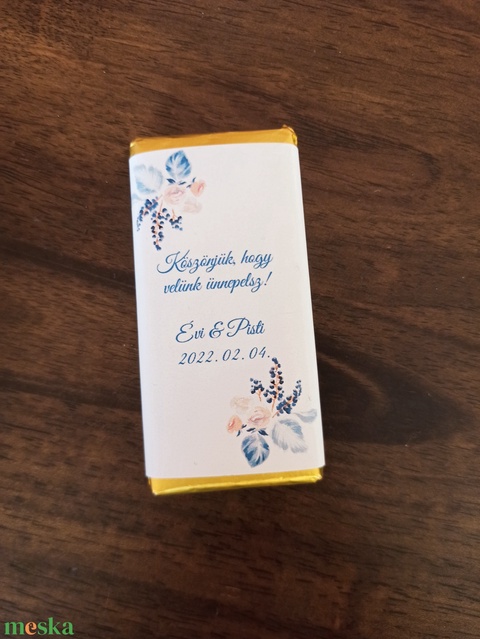 Köszönjük, hogy
velünk ünnepelsz!
Évi & Pisti
2022.02.04.
meska